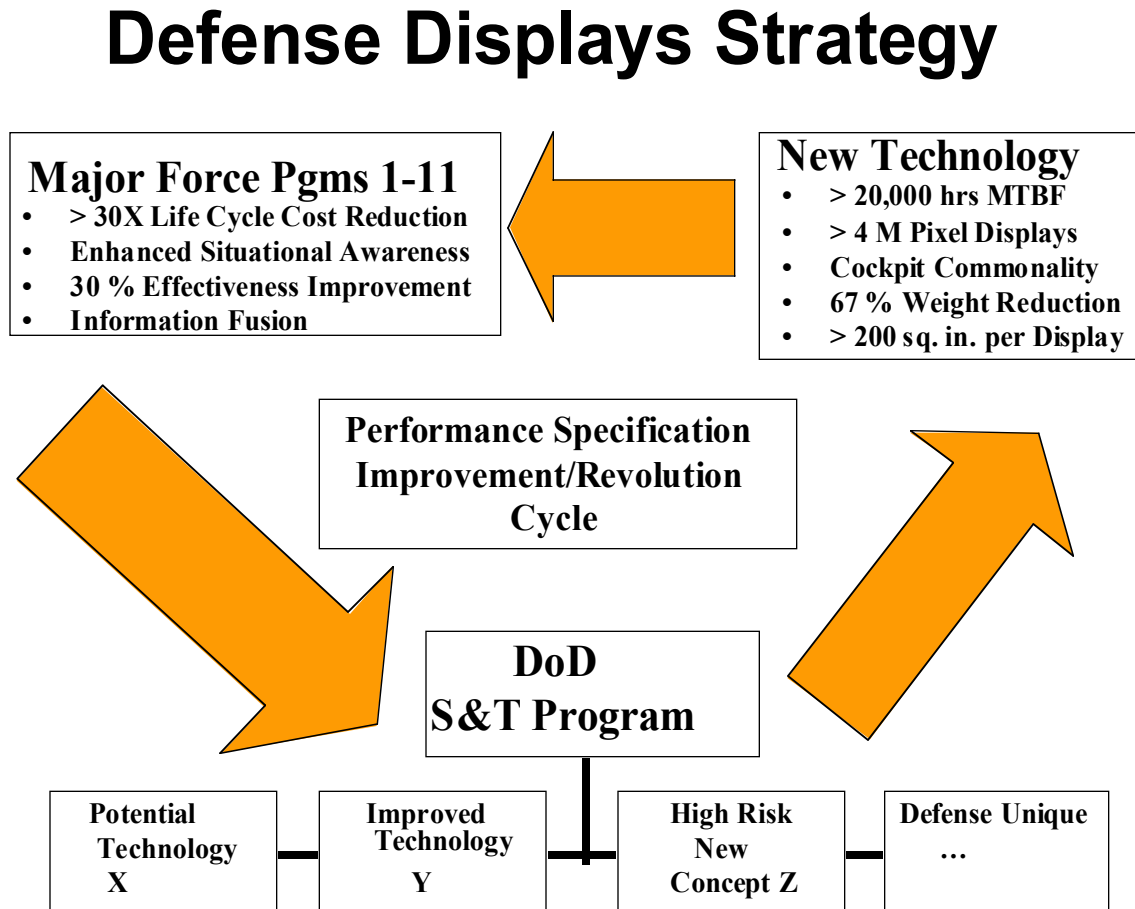 Defense Displays Strategy
Major Force Pgms 1-11
• > 30X Life Cycle Cost Reduction
• Enhanced Situational Awareness
• 30 % Effectiveness Improvement
• Information Fusion
New Technology
• > 20,000 hrs MTBF
• > 4 M Pixel Displays
• Cockpit Commonality
• 67 % Weight Reduction
• > 200 sq. in. per Display
Performance Specification
Improvement/Revolution
Cycle
DoD
S&T Program
Potential
Technology
X
Improved
Technology
Y
High Risk
New
Concept Z
Defense Unique
…